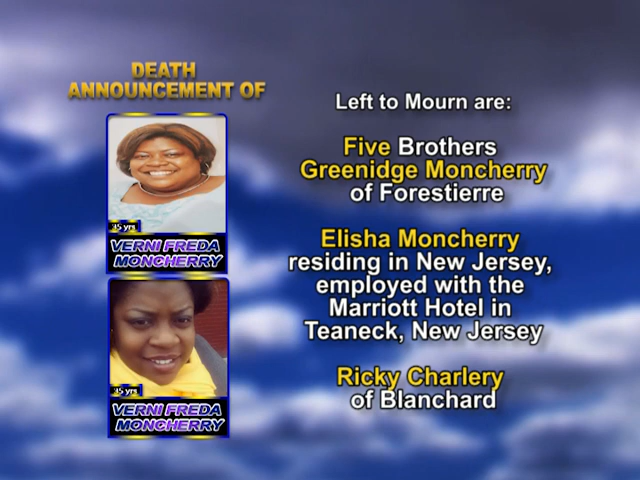 DEATH
ANNOUNCEMENT OF
35 yrs
VERNI FREDA
MONCHERRY
35 yrs
VERNI FREDA
MONCHERRY
Left to Mourn are:
Five Brothers
Greenidge Moncherry
of Forestierre
Elisha Moncherry
residing in New Jersey,
employed with the
Marriott Hotel in
Teaneck, New Jersey
Ricky Charlery
of Blanchard